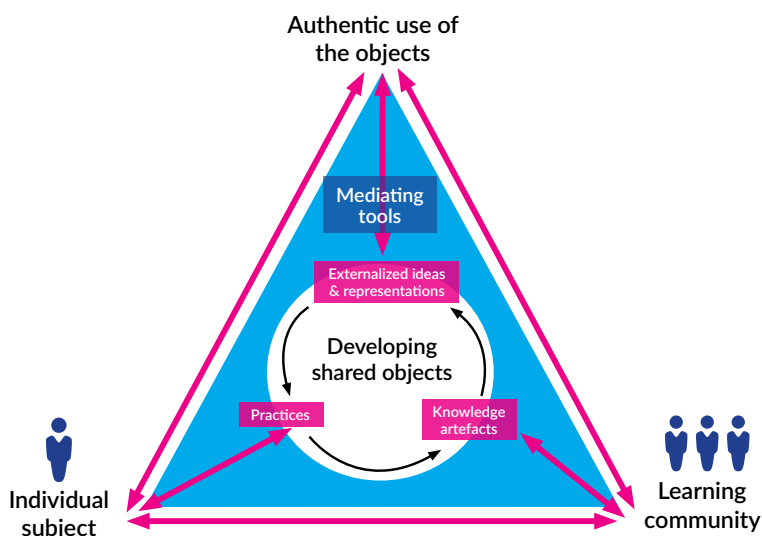 Authentic use of
the objects
Mediating
tools
Externalized ideas
& representations
Developing
shared objects
Practices
Knowledge
artefacts
Individual
subject
Learning
community